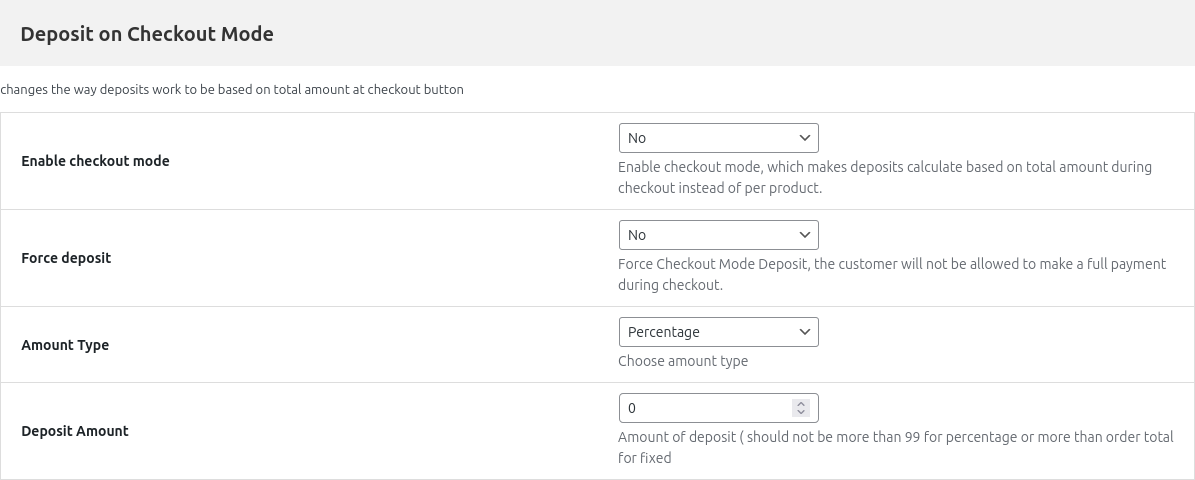 Deposit on Checkout Mode
changes the way deposits work to be based on total amount at checkout button
Enable checkout mode
No
Enable checkout mode, which makes deposits calculate based on total amount during
checkout instead of per product.
Force deposit
No
Force Checkout Mode Deposit, the customer will not be allowed to make a full payment
during checkout.
Amount Type
Percentage
Choose amount type
Deposit Amount
0
Amount of deposit ( should not be more than 99 for percentage or more than order total
for fixed